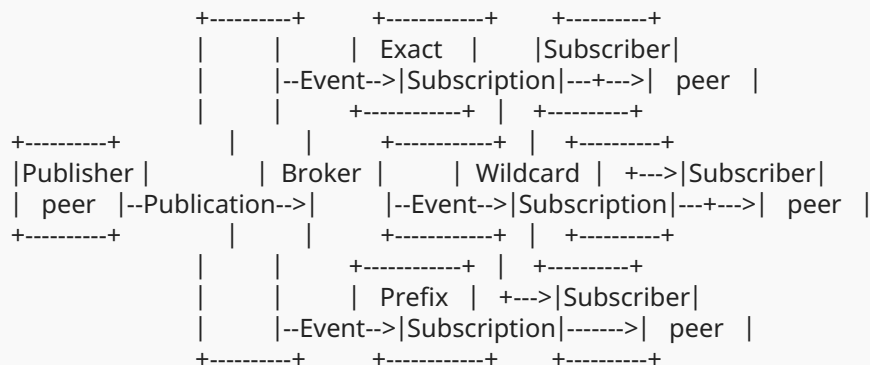 +----------+ +------------+ +----------+
| | | Exact | |Subscriber|
| |--Event-->|Subscription|---+--->| peer |
| | +------------+ | +----------+
+----------+ | | +------------+ | +----------+
|Publisher | | Broker | | Wildcard | +--->|Subscriber|
| peer |--Publication-->| |--Event-->|Subscription|---+--->| peer |
+----------+ | | +------------+ | +----------+
| | +------------+ | +----------+
| | | Prefix | +--->|Subscriber|
| |--Event-->|Subscription|------->| peer |
+----------+ +------------+ +----------+